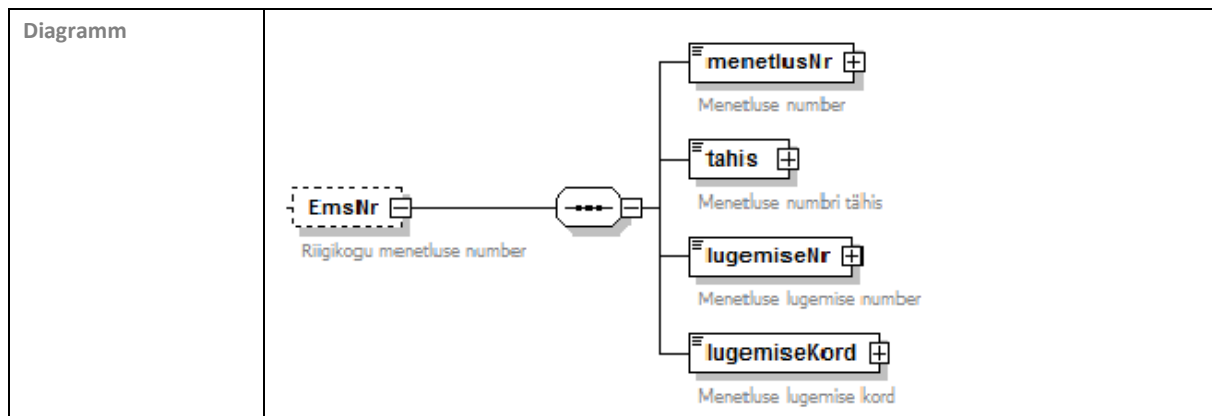 Diagramm
menetlusNr
Menetluse number
tahis
Menetluse numbri tähis
EmsNr
Riigikogu menetluse number
lugemiseNr
Menetluse lugemise number
lugemiseKord
Menetluse lugemise kord